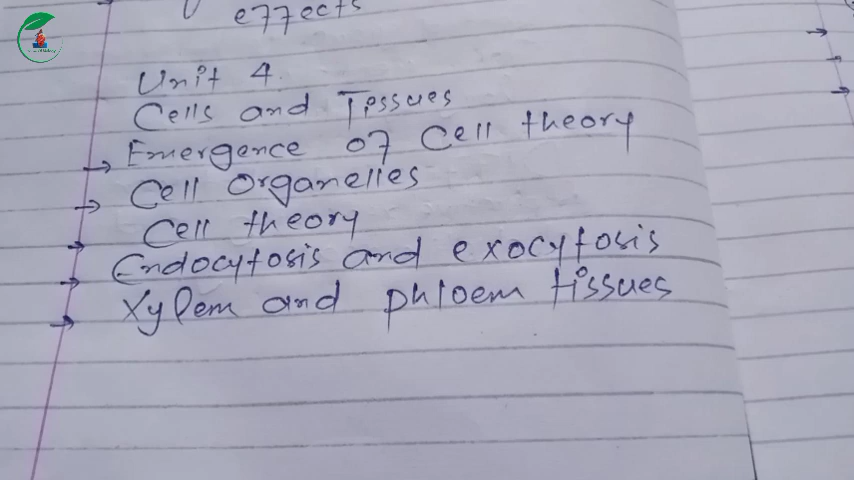 effects
Unit 4
Cells and Tissues
→ Emergence of Cell theory
→ Cell Organelles
→ Cell theory
→ Endocytosis and exocytosis
→ Xylem and phloem tissues